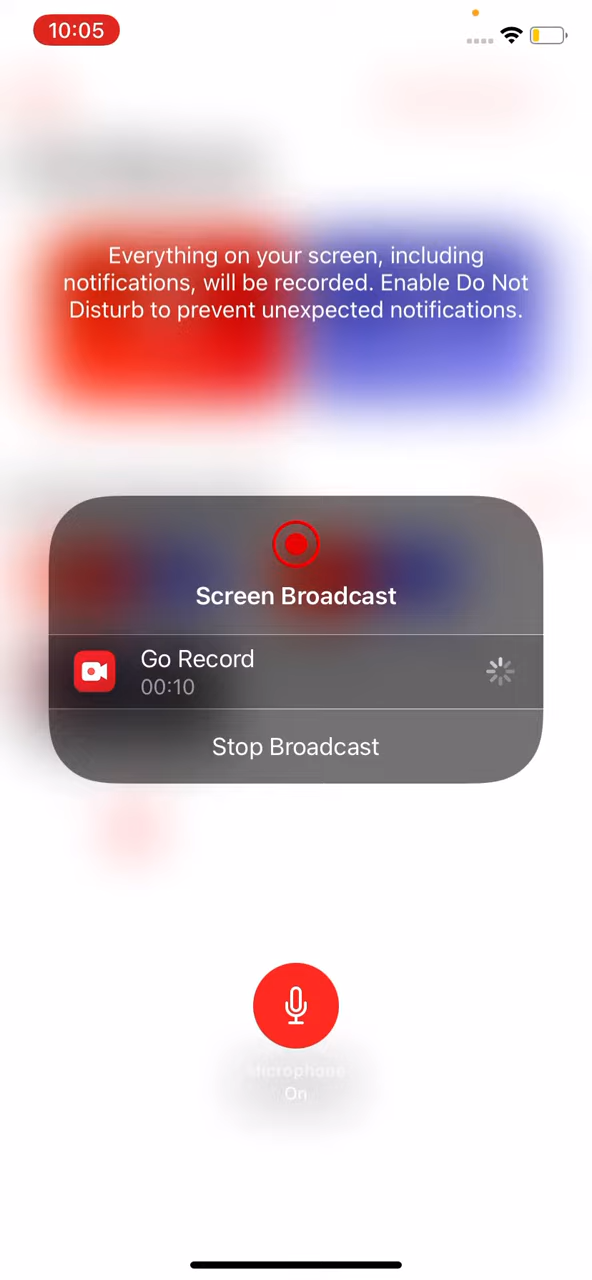 10:05
Everything on your screen, including
notifications, will be recorded. Enable Do Not
Disturb to prevent unexpected notifications.
Screen Broadcast
Go Record
00:10
Stop Broadcast
Microphone
On